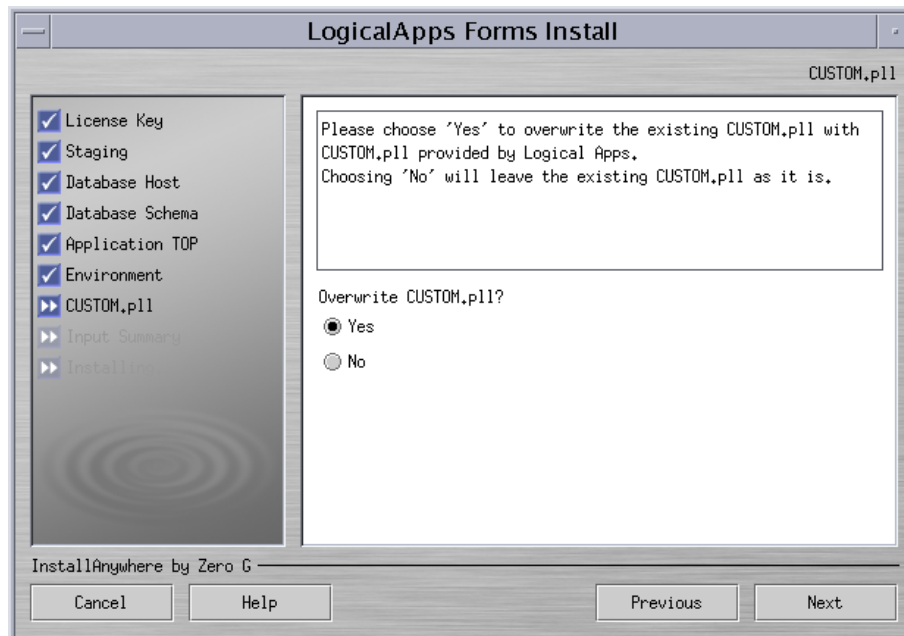 LogicalApps Forms Install
CUSTOM.pll
License Key
Staging
Database Host
Database Schema
Application TOP
Environment
CUSTOM.pll
Input Summary
Installing...
Please choose 'Yes' to overwrite the existing CUSTOM.pll with
CUSTOM.pll provided by Logical Apps.
Choosing 'No' will leave the existing CUSTOM.pll as it is.
Overwrite CUSTOM.pll?
Yes
No
InstallAnywhere by Zero G
Cancel
Help
Previous
Next